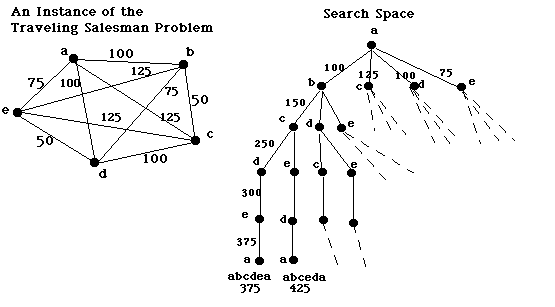 An Instance of the
Traveling Salesman Problem
a
100
b
75
100
125
75
50
e
125
125
c
50
100
d
Search Space
a
100
125
100
75
b
c
d
e
150
c
d
e
250
d
e
c
e
300
e
d
375
a
a
abcdea
abceda
375
425